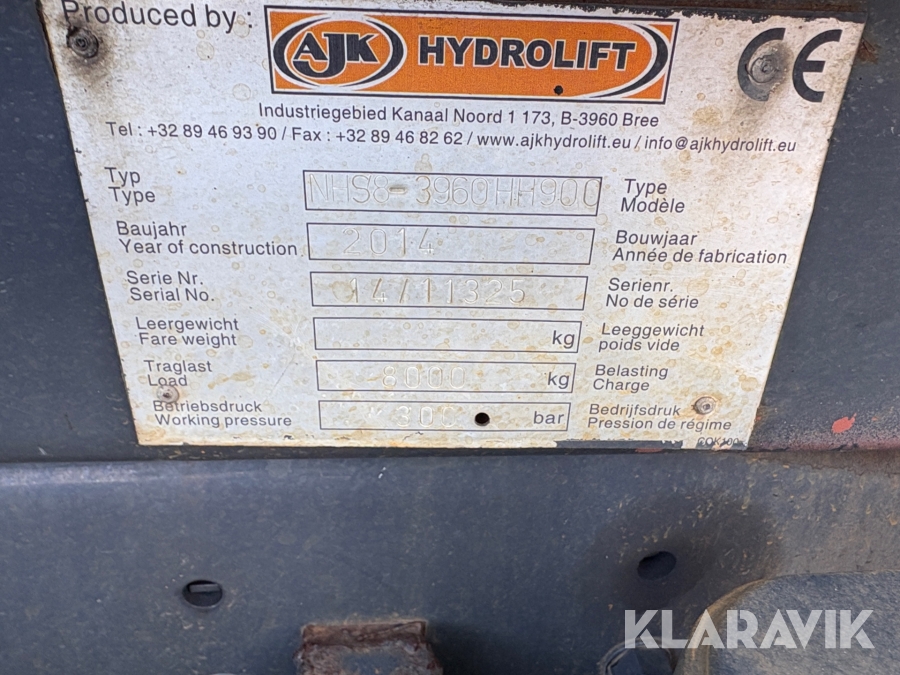 Produced by :
AJK HYDROLIFT
CE
Industriegebied Kanaal Noord 1 173, B-3960 Bree
Tel : +32 89 46 93 90 / Fax : +32 89 46 82 62 / www.ajkhydrolift.eu / info@ajkhydrolift.eu
Typ
Type
NHS8-3960HH900
Type
Modèle
Baujahr
Year of construction
2014
Bouwjaar
Année de fabrication
Serie Nr.
Serial No.
14/11325
Serienr.
No de série
Leergewicht
Fare weight
kg
Leeggewicht
poids vide
Traglast
Load
8000 kg
Belasting
Charge
Betriebsdruck
Working pressure
300 bar
Bedrijfsdruk
Pression de régime
KLARAVIK